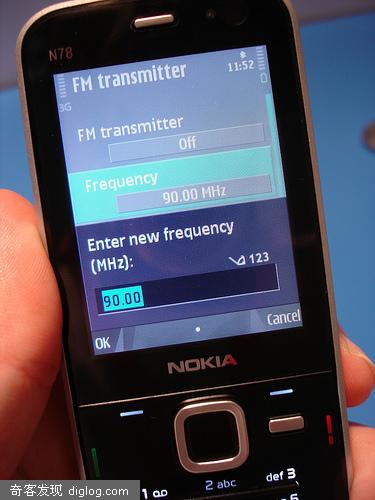 N78
FM transmitter
11:52
3G
FM transmitter
Off
Frequency
90.00 MHz
Enter new frequency
(MHz):
123
90.00
OK
Cancel
NOKIA
1
2 abc
def 3
奇客发现 diglog.com